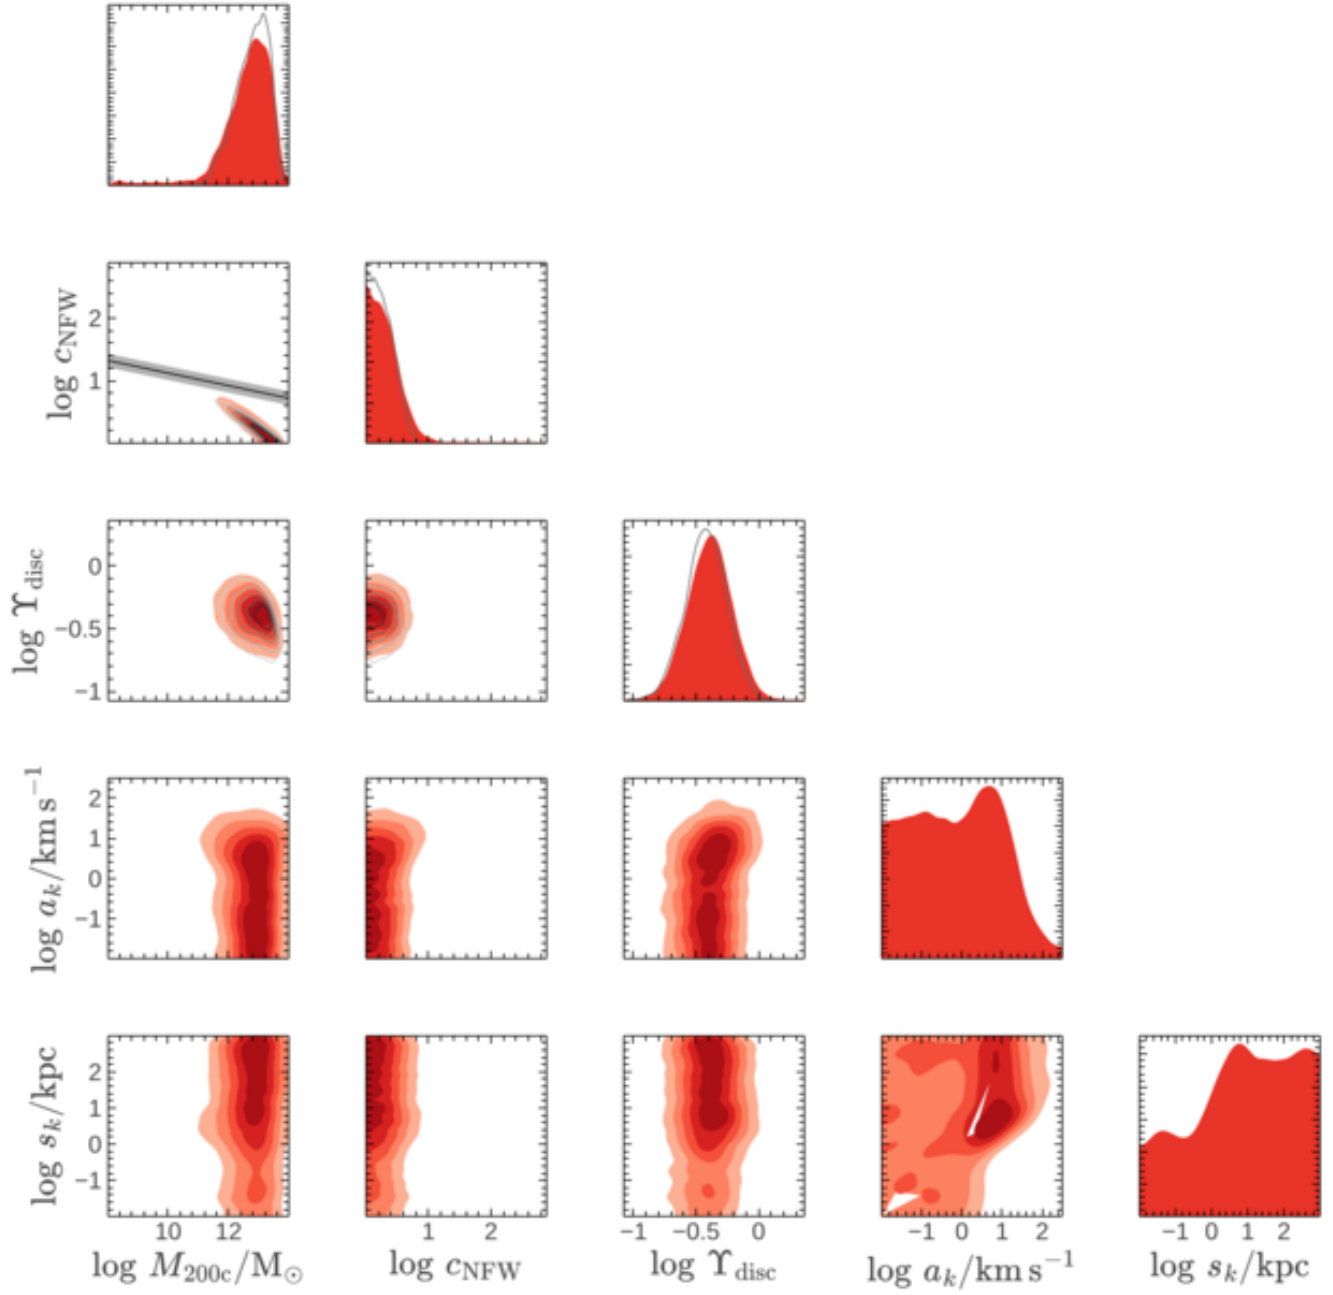 log c_NFW
2
1
log ϒ_disc
0
−0.5
−1
log a_k/km s⁻¹
2
1
0
−1
log s_k/kpc
2
1
0
−1
10 12
1 2
−1 −0.5 0
−1 0 1 2
−1 0 1 2
log M_200c/M_⊙
log c_NFW
log ϒ_disc
log a_k/km s⁻¹
log s_k/kpc